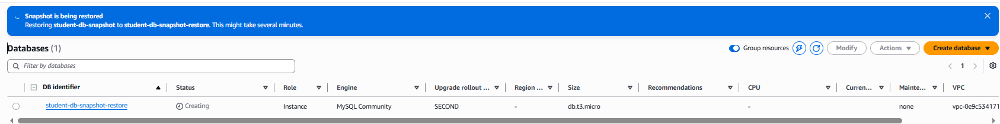 Snapshot is being restored
Restoring student-db-snapshot to student-db-snapshot-restore. This might take several minutes.
Databases (1)
Group resources
Modify
Actions
Create database
Filter by databases
1
DB identifier
Status
Role
Engine
Upgrade rollout ...
Region ...
Size
Recommendations
CPU
Curren...
Mainte...
VPC
student-db-snapshot-restore
Creating
Instance
MySQL Community
SECOND
-
db.t3.micro
-
none
vpc-0e9c534171